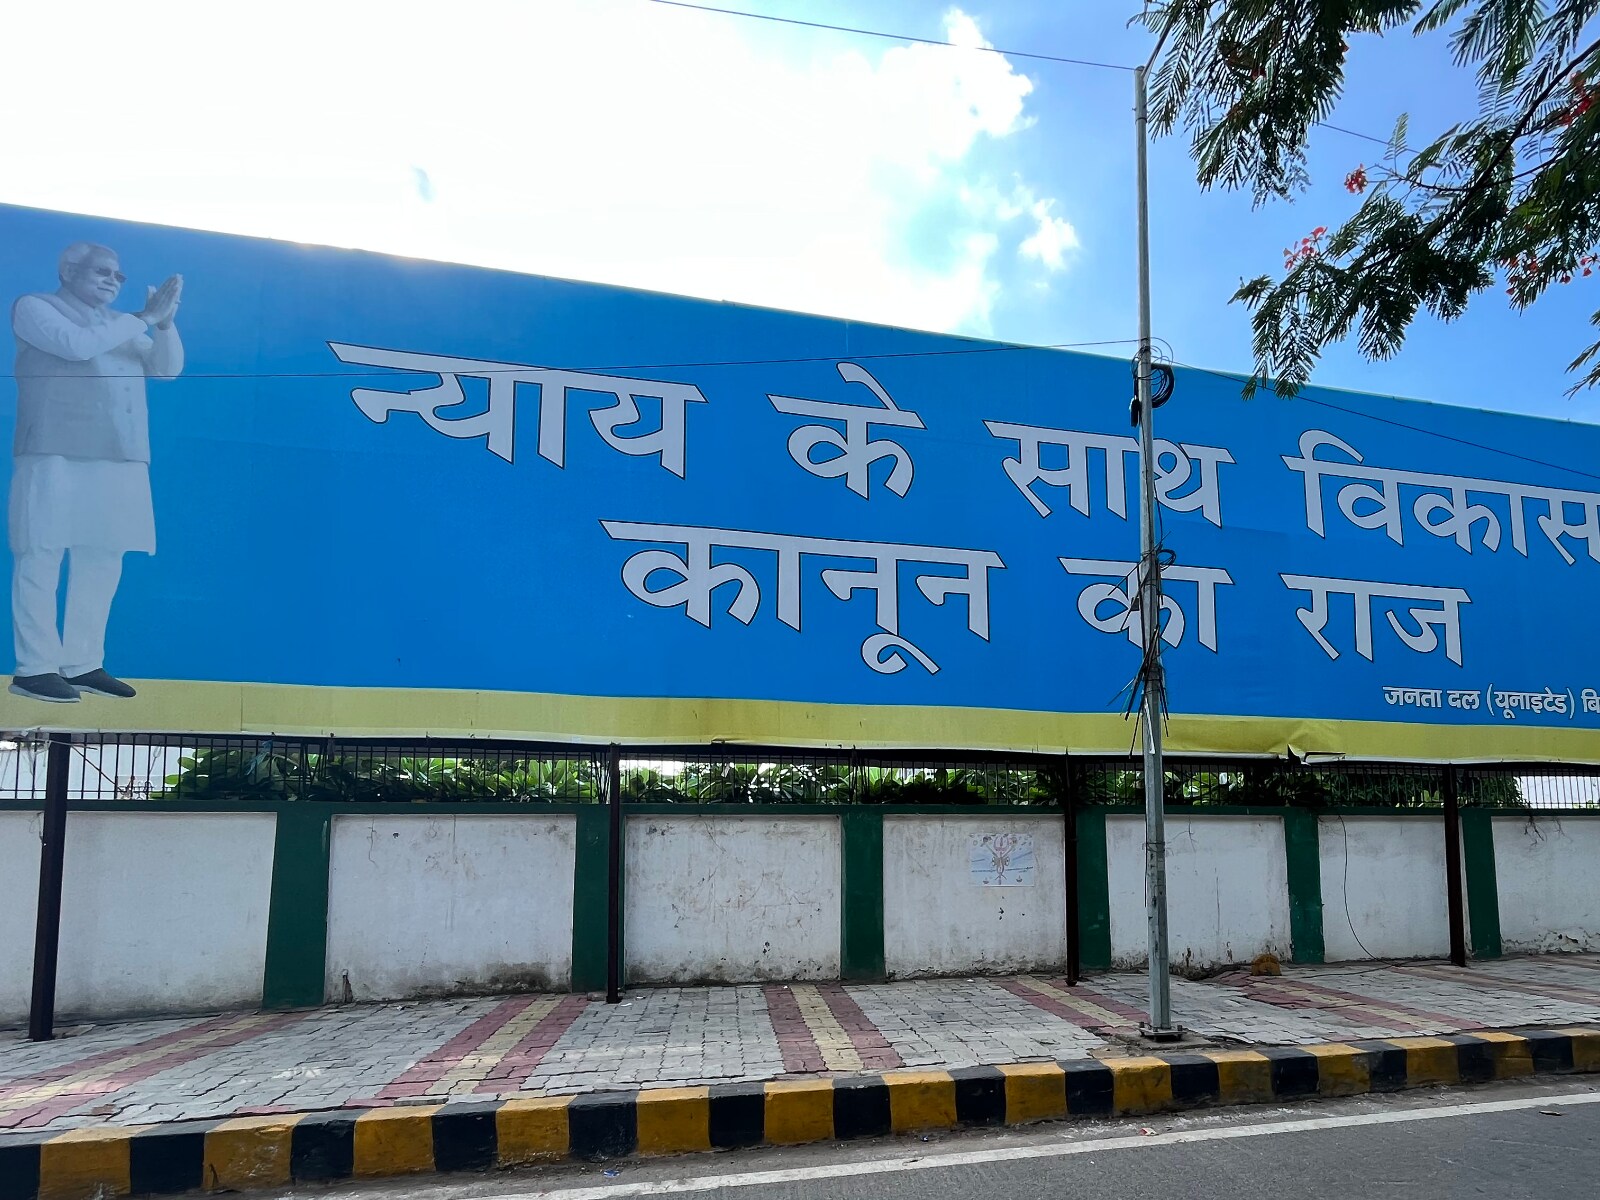 न्याय के साथ विकास
कानून का राज
जनता दल (यूनाइटेड)